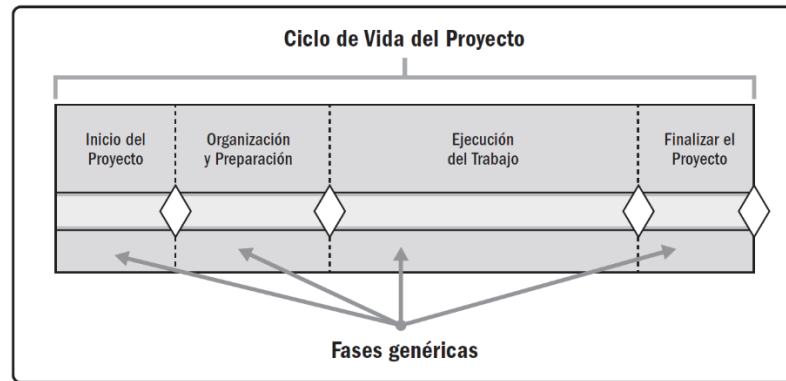 Ciclo de Vida del Proyecto
Inicio del
Proyecto
Organización
y Preparación
Ejecución
del Trabajo
Finalizar el
Proyecto
Fases genéricas